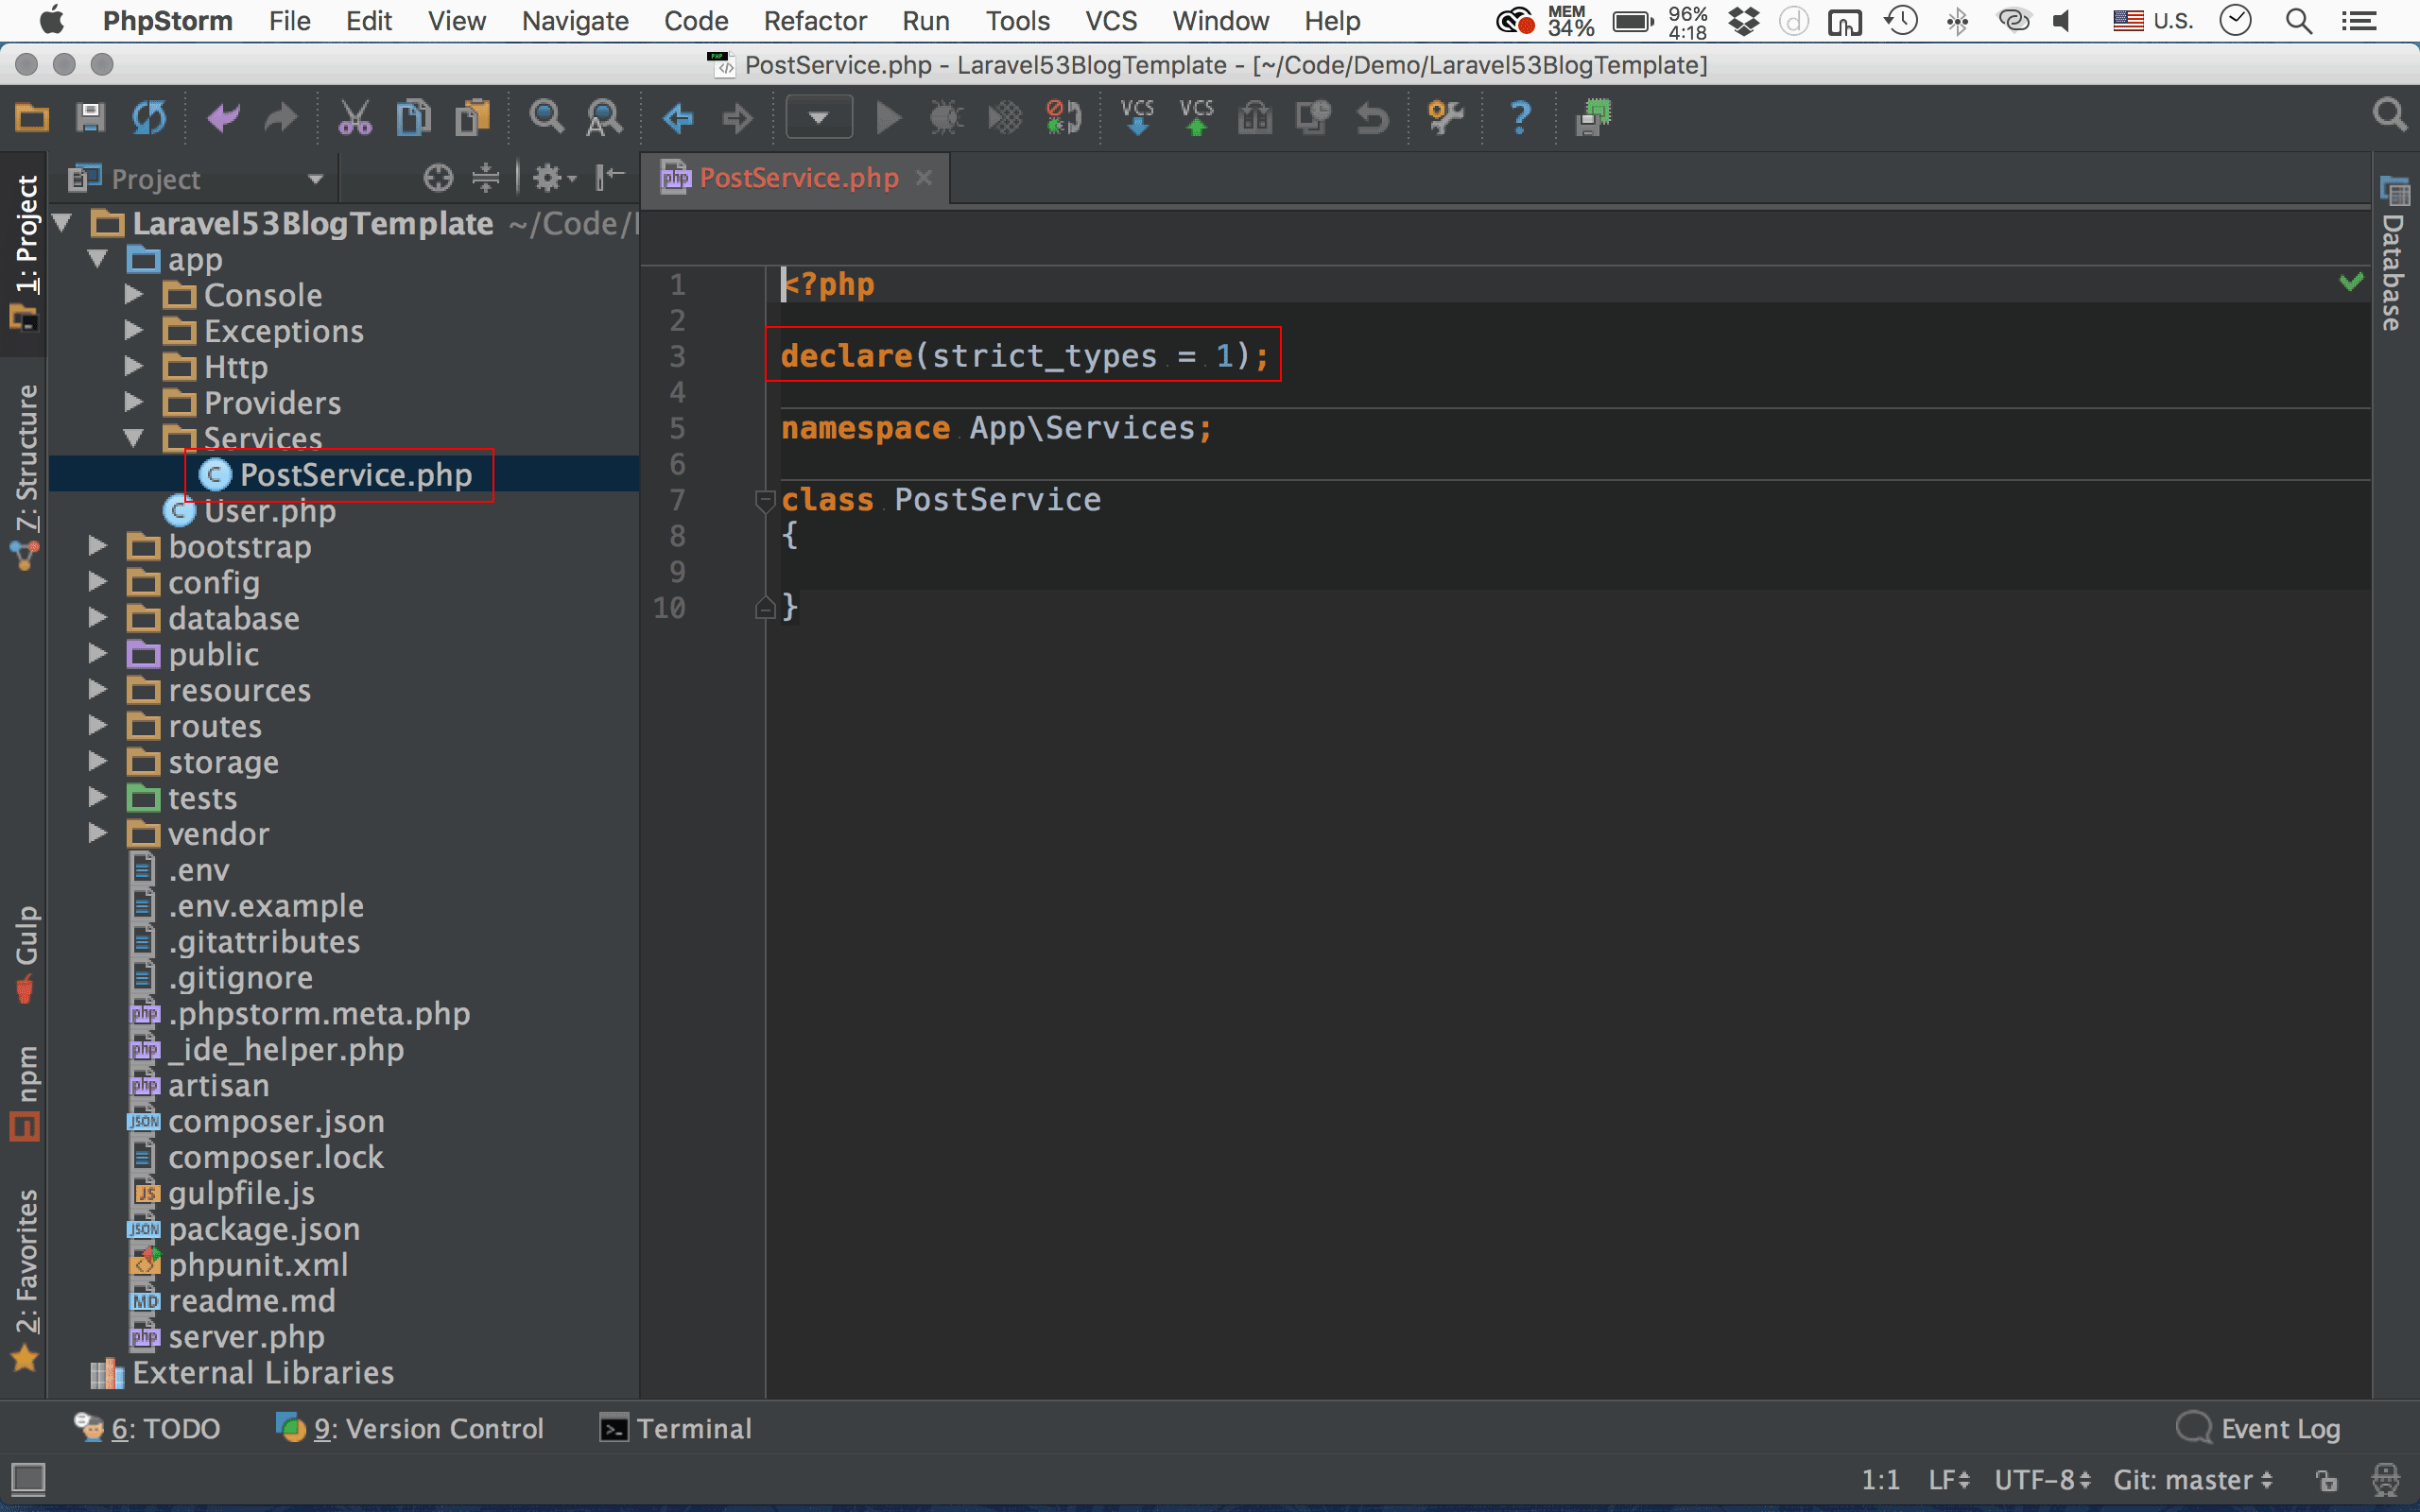 PhpStorm File Edit View Navigate Code Refactor Run Tools VCS Window Help MEM 34% 96% 4:18 U.S.
PostService.php - Laravel53BlogTemplate - [~/Code/Demo/Laravel53BlogTemplate]
VCS VCS
Project
PostService.php
1: Project
7: Structure
Gulp
npm
2: Favorites
Laravel53BlogTemplate ~/Code/
app
Console
Exceptions
Http
Providers
Services
PostService.php
User.php
bootstrap
config
database
public
resources
routes
storage
tests
vendor
.env
.env.example
.gitattributes
.gitignore
.phpstorm.meta.php
_ide_helper.php
artisan
composer.json
composer.lock
gulpfile.js
package.json
phpunit.xml
readme.md
server.php
External Libraries
1 <?php
2
3 declare(strict_types = 1);
4
5 namespace App\Services;
6
7 class PostService
8 {
9
10 }
Database
6: TODO 9: Version Control Terminal Event Log
1:1 LF UTF-8 Git: master